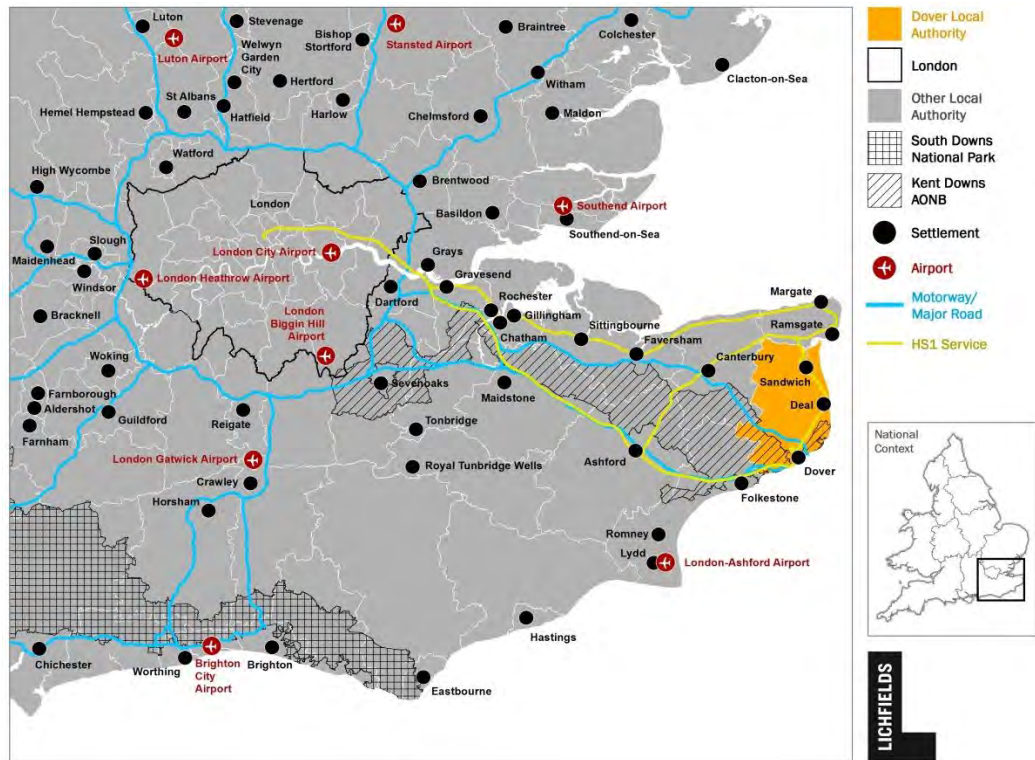 Luton
Luton Airport
Stevenage
Welwyn
Garden
City
Bishop
Stortford
Stansted Airport
Braintree
Colchester
Clacton-on-Sea
Hertford
Witham
St Albans
Hemel Hempstead
Hatfield
Harlow
Chelmsford
Maldon
Watford
High Wycombe
Brentwood
London
Basildon
Southend Airport
Southend-on-Sea
Slough
Maidenhead
Windsor
London City Airport
London Heathrow Airport
Grays
Gravesend
Dartford
Rochester
Gillingham
Chatham
Sittingbourne
Faversham
Margate
Ramsgate
Bracknell
London
Biggin Hill
Airport
Woking
Canterbury
Sandwich
Deal
Sevenoaks
Maidstone
Farnborough
Aldershot
Farnham
Guildford
Reigate
Tonbridge
London Gatwick Airport
Crawley
Royal Tunbridge Wells
Ashford
Dover
Folkestone
Horsham
Romney
Lydd
London-Ashford Airport
Hastings
Chichester
Worthing
Brighton
City
Airport
Brighton
Eastbourne
Dover Local
Authority
London
Other Local
Authority
South Downs
National Park
Kent Downs
AONB
Settlement
Airport
Motorway/
Major Road
HS1 Service
National
Context
LICHFIELDS